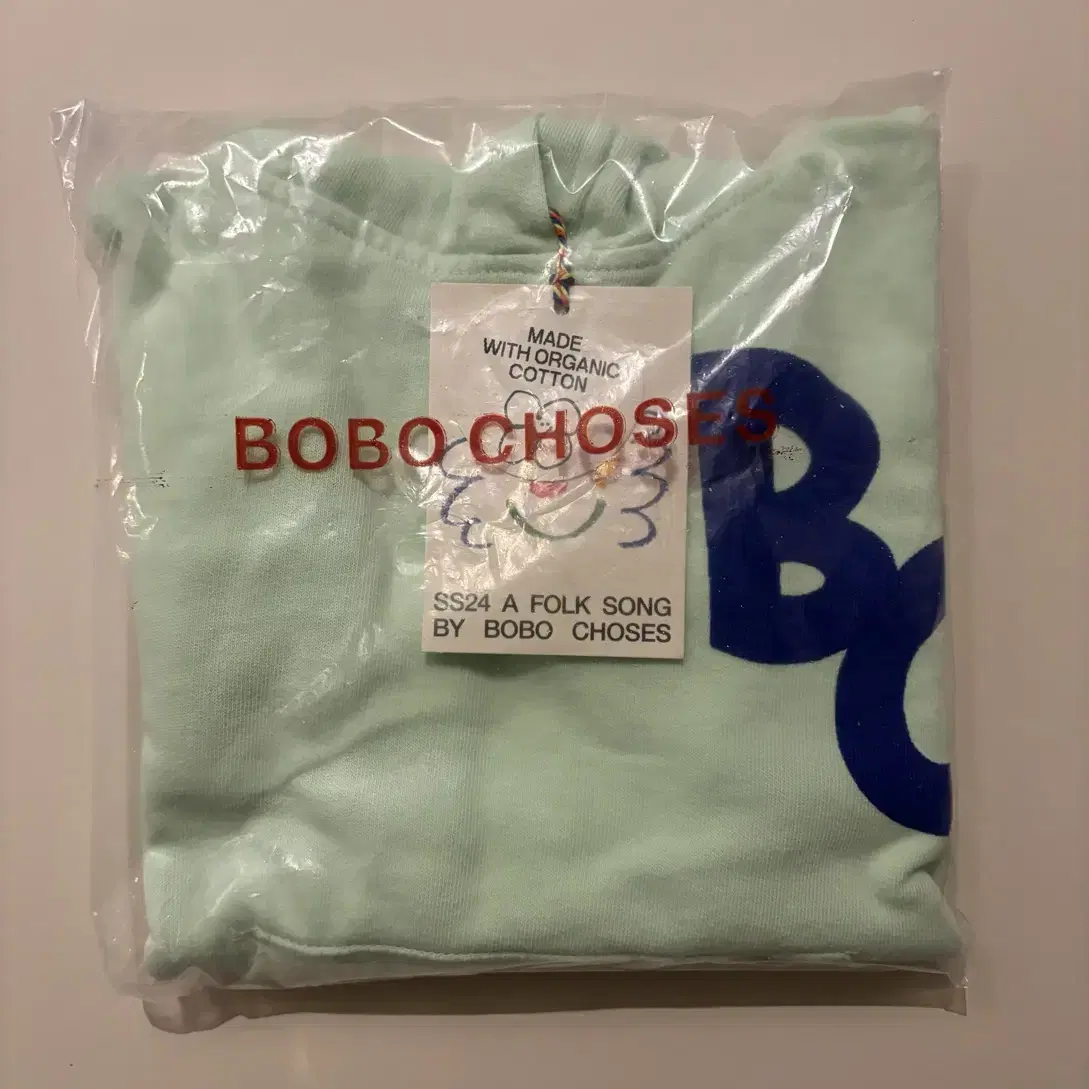 MADE
WITH ORGANIC
COTTON
BOBO CHOSES
SS24 A FOLK SONG
BY BOBO CHOSES